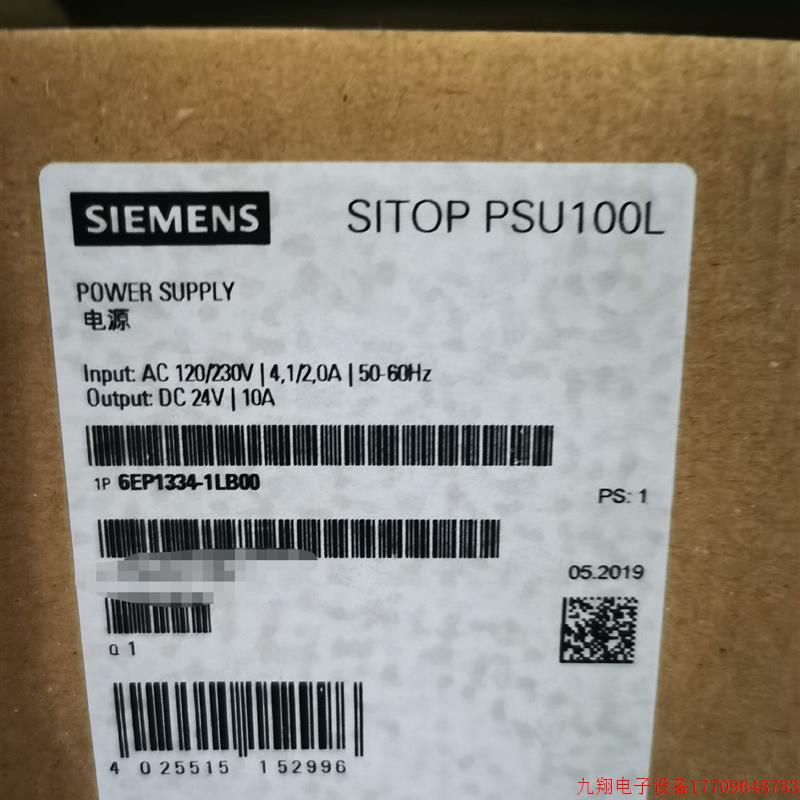 SIEMENS
SITOP PSU100L
POWER SUPPLY
电源
Input: AC 120/230V | 4,1/2,0A | 50-60Hz
Output: DC 24V | 10A
1P 6EP1334-1LB00
PS: 1
05.2019
Q 1
4 025515 152996
九翔电子设备17709648783